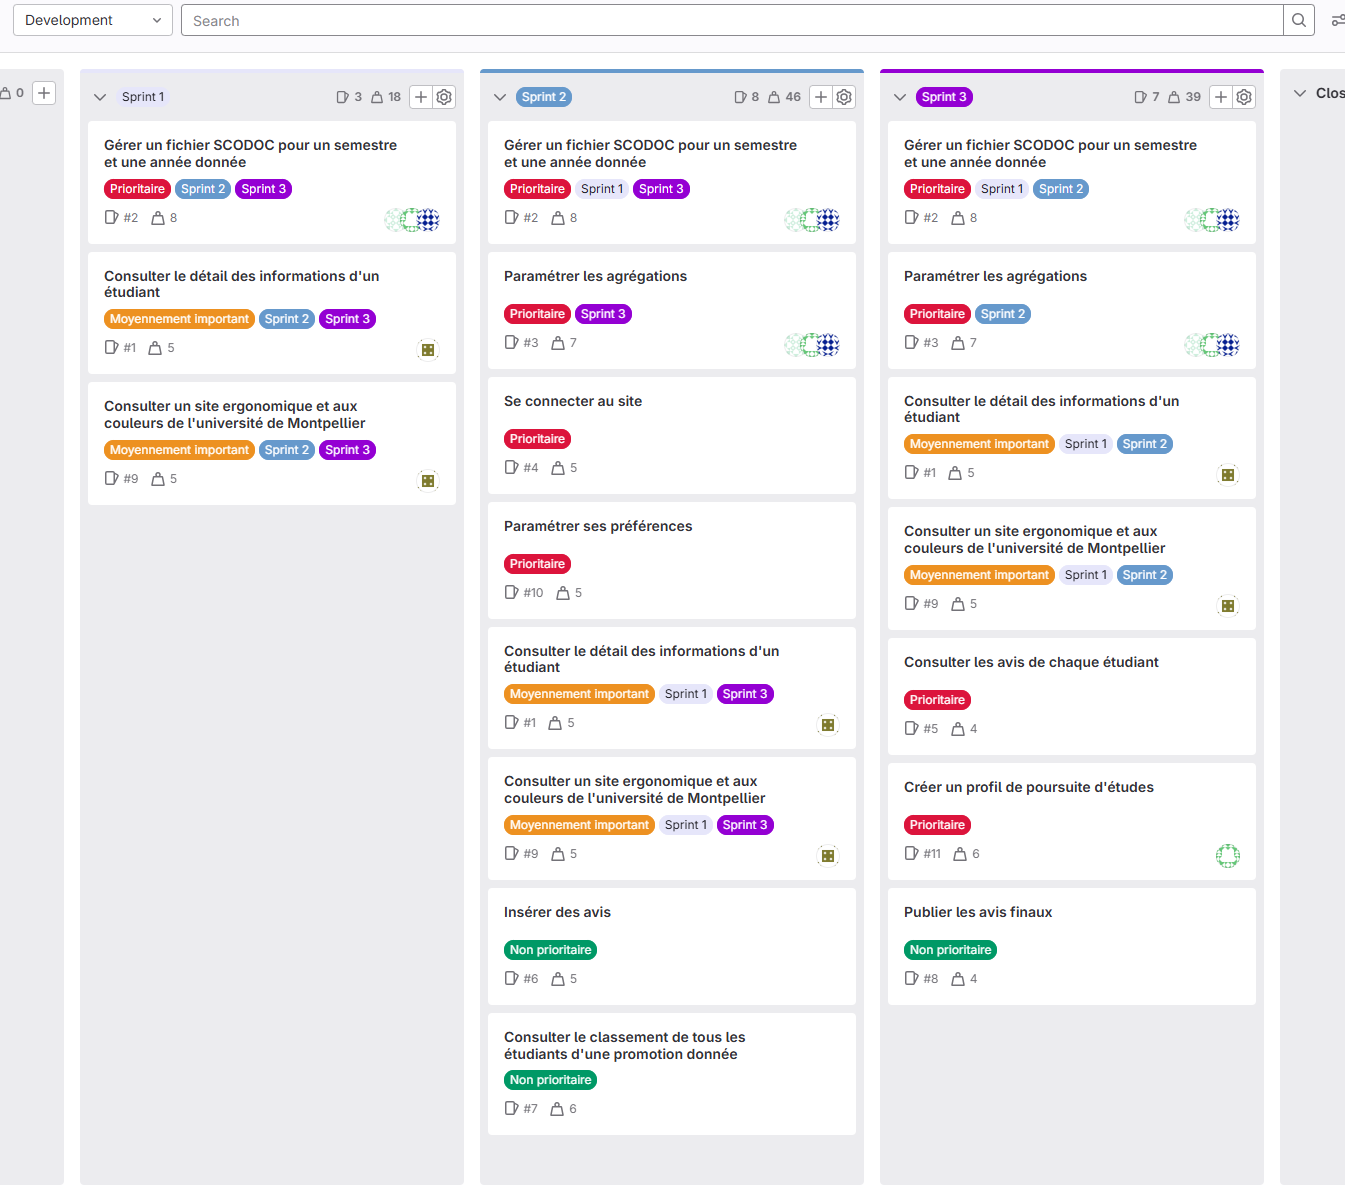 Development
Search
0
Sprint 1
3
18
Gérer un fichier SCODOC pour un semestre
et une année donnée
Prioritaire Sprint 2 Sprint 3
#2 8
Consulter le détail des informations d'un
étudiant
Moyennement important Sprint 2 Sprint 3
#1 5
Consulter un site ergonomique et aux
couleurs de l'université de Montpellier
Moyennement important Sprint 2 Sprint 3
#9 5
Sprint 2
8
46
Gérer un fichier SCODOC pour un semestre
et une année donnée
Prioritaire Sprint 1 Sprint 3
#2 8
Paramétrer les agrégations
Prioritaire Sprint 3
#3 7
Se connecter au site
Prioritaire
#4 5
Paramétrer ses préférences
Prioritaire
#10 5
Consulter le détail des informations d'un
étudiant
Moyennement important Sprint 1 Sprint 3
#1 5
Consulter un site ergonomique et aux
couleurs de l'université de Montpellier
Moyennement important Sprint 1 Sprint 3
#9 5
Insérer des avis
Non prioritaire
#6 5
Consulter le classement de tous les
étudiants d'une promotion donnée
Non prioritaire
#7 6
Sprint 3
7
39
Gérer un fichier SCODOC pour un semestre
et une année donnée
Prioritaire Sprint 1 Sprint 2
#2 8
Paramétrer les agrégations
Prioritaire Sprint 2
#3 7
Consulter le détail des informations d'un
étudiant
Moyennement important Sprint 1 Sprint 2
#1 5
Consulter un site ergonomique et aux
couleurs de l'université de Montpellier
Moyennement important Sprint 1 Sprint 2
#9 5
Consulter les avis de chaque étudiant
Prioritaire
#5 4
Créer un profil de poursuite d'études
Prioritaire
#11 6
Publier les avis finaux
Non prioritaire
#8 4
Clos